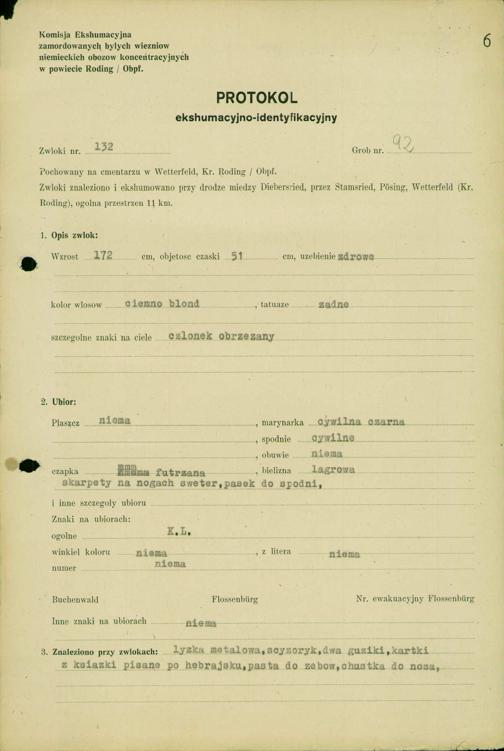 6
Komisja Ekshumacyjna
zamordowanych byłych wiezniow
niemieckich obozow koncentracyjnych
w powiecie Roding / Obpf.
PROTOKOL
ekshumacyjno-identyfikacyjny
Zwloki nr. 132 Grob nr. 92
Pochowany na cmentarzu w Wetterfeld, Kr. Roding / Obpf.
Zwloki znaleziono i ekshumowano przy drodze miedzy Diebersried, przez Stamsried, Pösing, Wetterfeld (Kr.
Roding), ogolna przestrzen 11 km.
1. Opis zwlok:
Wzrost 172 cm, objetosc czaski 51 cm, uzebienie zdrowe
kolor wlosow ciemno blond , tatuaze zadne
szczegolne znaki na ciele czlonek obrzezany
2. Ubior:
Plaszcz niema , marynarka cywilna czarna
, spodnie cywilne
, obuwie niema
czapka futrzana , bielizna lagrowa
skarpety na nogach sweter,pasek do spodni,
i inne szczegoly ubioru
Znaki na ubiorach:
ogolne K.L.
winkiel koloru niema , z litera niema
numer niema
Buchenwald Flossenbürg Nr. ewakuacyjny Flossenbürg
Inne znaki na ubiorach niema
3. Znaleziono przy zwlokach: lyzka metalowa,scyzoryk,dwa guziki,kartki
z ksiazki pisane po hebrajsku,pasta do zebow,chustka do nosa,